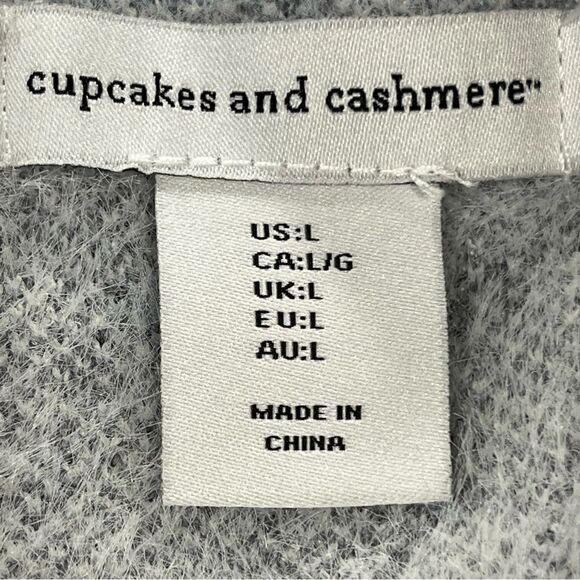 cupcakes and cashmere™
US:L
CA:L/G
UK:L
EU:L
AU:L
MADE IN
CHINA